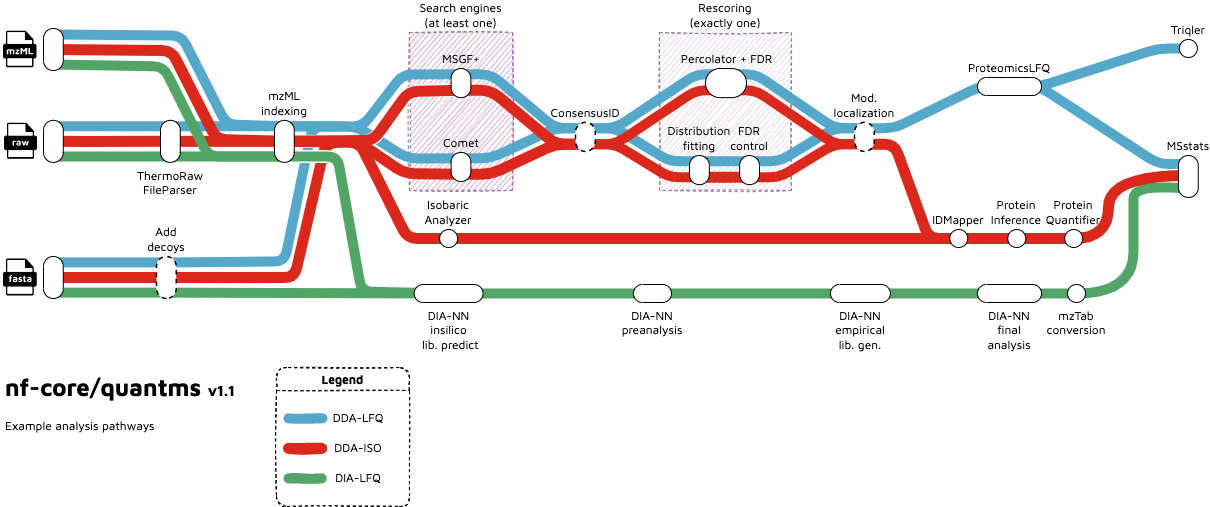 Search engines
(at least one)
Rescoring
(exactly one)
Triqler
mzML
MSGF+
Percolator + FDR
ProteomicsLFQ
mzML
indexing
ConsensusID
Mod.
localization
raw
Comet
Distribution
fitting
FDR
control
MSstats
ThermoRaw
FileParser
Isobaric
Analyzer
IDMapper
Protein
Inference
Protein
Quantifier
Add
decoys
fasta
DIA-NN
insilico
lib. predict
DIA-NN
preanalysis
DIA-NN
empirical
lib. gen.
DIA-NN
final
analysis
mzTab
conversion
nf-core/quantms v1.1
Example analysis pathways
Legend
DDA-LFQ
DDA-ISO
DIA-LFQ